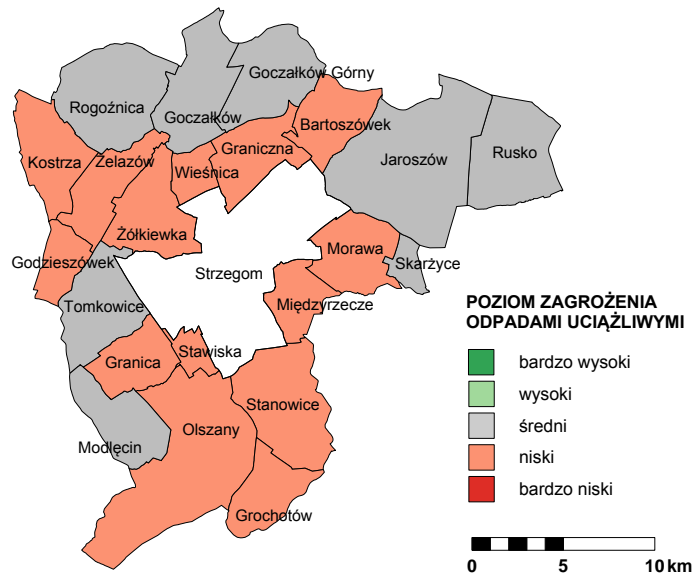 Goczałków Górny
Rogoźnica
Goczałków
Bartoszówek
Graniczna
Kostrza
Żelazów
Wieśnica
Jaroszów
Rusko
Żółkiewka
Godzieszówek
Morawa
Skarżyce
Strzegom
Tomkowice
Międzyrzecze
Stawiska
Granica
Stanowice
Olszany
Modlęcin
Grochotów
POZIOM ZAGROŻENIA
ODPADAMI UCIĄŻLIWYMI
bardzo wysoki
wysoki
średni
niski
bardzo niski
0 5 10 km